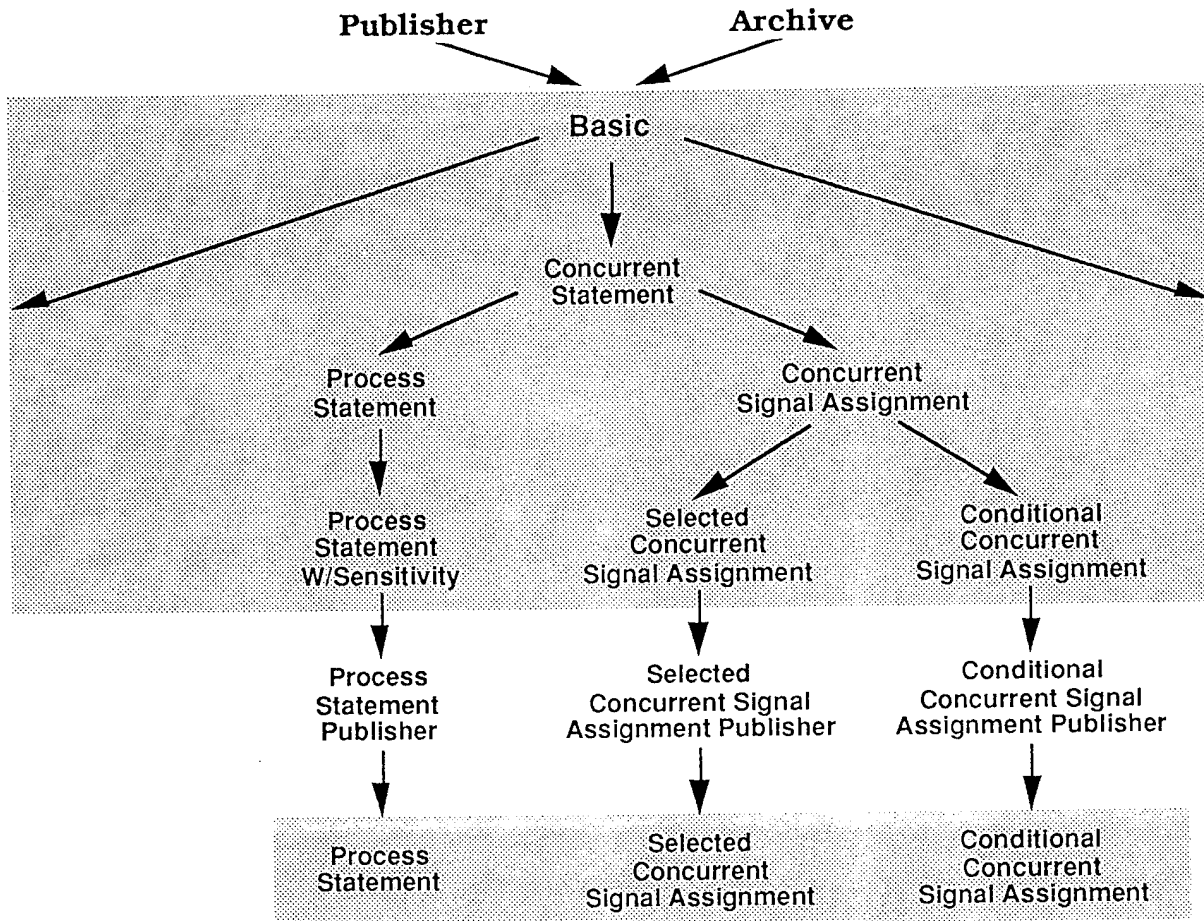 Publisher
Archive
Basic
Concurrent
Statement
Process
Statement
Concurrent
Signal Assignment
Process
Statement
W/Sensitivity
Selected
Concurrent
Signal Assignment
Conditional
Concurrent
Signal Assignment
Process
Statement
Publisher
Selected
Concurrent Signal
Assignment Publisher
Conditional
Concurrent Signal
Assignment Publisher
Process
Statement
Selected
Concurrent
Signal Assignment
Conditional
Concurrent
Signal Assignment